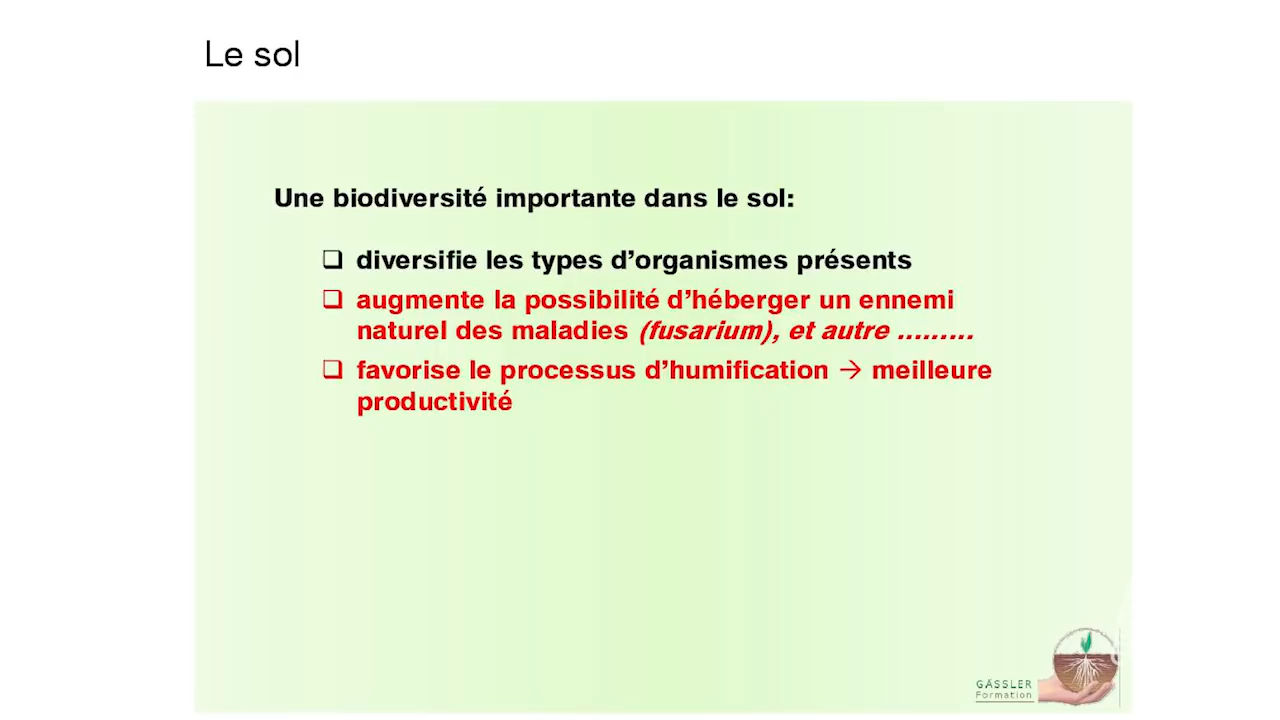 Le sol
Une biodiversité importante dans le sol:
❑ diversifie les types d’organismes présents
❑ augmente la possibilité d’héberger un ennemi
naturel des maladies (fusarium), et autre ………
❑ favorise le processus d’humification → meilleure
productivité
GÄSSLER
Formation